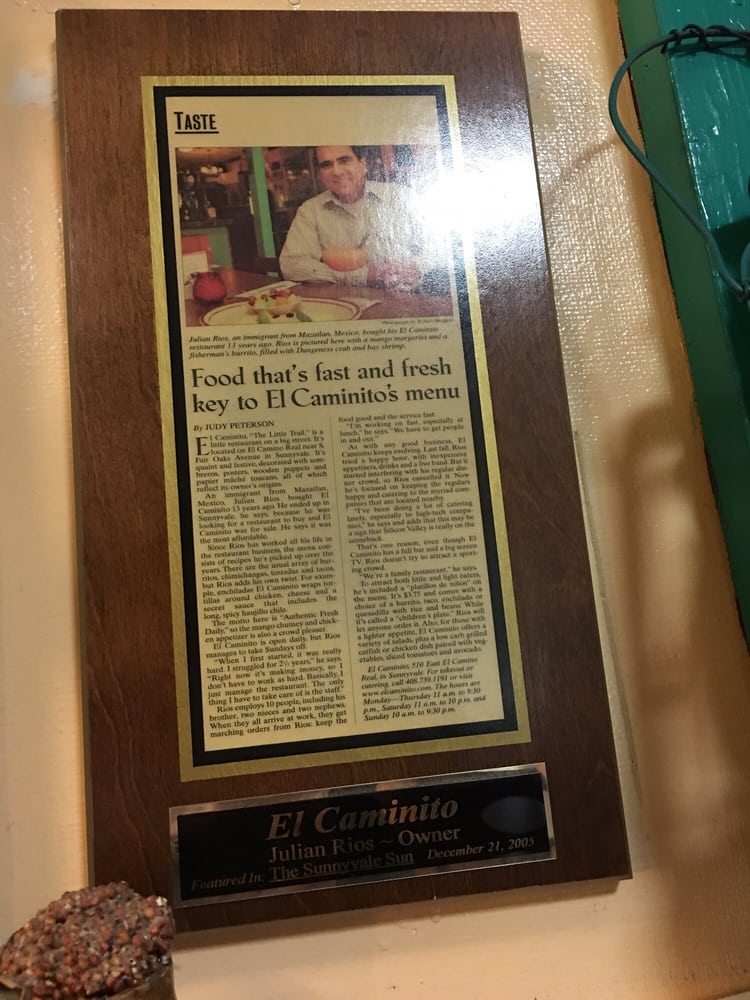 TASTE
Photograph by
Julian Rios, an immigrant from Mazatlan, Mexico, bought his El Caminito
restaurant 13 years ago. Rios is pictured here with a mango margarita and a
fisherman's burrito, filled with Dungeness crab and bay shrimp.
Food that's fast and fresh
key to El Caminito's menu
By JUDY PETERSON
El Caminito, "The Little Trail," is a
little restaurant on a big street. It's
located on El Camino Real near S.
Fair Oaks Avenue in Sunnyvale. It's
quaint and festive, decorated with som-
breros, posters, wooden puppets and
papier mâché toucans, all of which
reflect its owner's origins.
An immigrant from Mazatlan,
Mexico, Julian Rios bought El
Caminito 13 years ago. He ended up in
Sunnyvale, he says, because he was
looking for a restaurant to buy and El
Caminito was for sale. He says it was
the most affordable.
Since Rios has worked all his life in
the restaurant business, the menu con-
sists of recipes he's picked up over the
years. There are the usual array of bur-
ritos, chimichangas, tostadas and tacos,
but Rios adds his own twist. For exam-
ple, enchiladas El Caminito wraps tor-
tillas around chicken, cheese and a
secret sauce that includes the
long, spicy huajillo chile.
The motto here is "Authentic Fresh
Daily," so the mango chutney and chick-
en appetizer is also a crowd pleaser.
El Caminito is open daily, but Rios
manages to take Sundays off.
"When I first started, it was really
hard. I struggled for 2½ years," he says.
"Right now it's making money, so I
don't have to work as hard. Basically, I
just manage the restaurant. The only
thing I have to take care of is the staff."
Rios employs 10 people, including his
brother, two nieces and two nephews.
When they all arrive at work, they get
marching orders from Rios: keep the
food good and the service fast.
"I'm working on fast, especially at
lunch," he says. "We have to get people
in and out."
As with any good business, El
Caminito keeps evolving. Last fall, Rios
tried a happy hour, with inexpensive
appetizers, drinks and a live band. But it
started interfering with his regular din-
ner crowd, so Rios cancelled it. Now
he's focused on keeping the regulars
happy and catering to the myriad com-
panies that are located nearby.
"I've been doing a lot of catering
lately, especially to high-tech compa-
nies," he says and adds that this may be
a sign that Silicon Valley is really on the
comeback.
That's one reason, even though El
Caminito has a full bar and a big screen
TV, Rios doesn't try to attract a sport-
ing crowd.
"We're a family restaurant," he says.
To attract both little and light eaters,
he's included a "platillos de niños" on
the menu. It's $3.75 and comes with a
choice of a burrito, taco, enchilada or
quesadilla with rice and beans. While
it's called a "children's plate," Rios will
let anyone order it. Also, for those with
a lighter appetite, El Caminito offers a
variety of salads, plus a low carb grilled
catfish or chicken dish paired with veg-
etables, sliced tomatoes and avocado.
El Caminito, 510 East El Camino
Real, in Sunnyvale. For takeout or
catering, call 408.739.1191 or visit
www.elcaminito.com. The hours are
Monday—Thursday 11 a.m. to 9:30
p.m., Saturday 11 a.m. to 10 p.m. and
Sunday 10 a.m. to 9:30 p.m.
El Caminito
Julian Rios ~ Owner
Featured In: The Sunnyvale Sun December 21, 2005